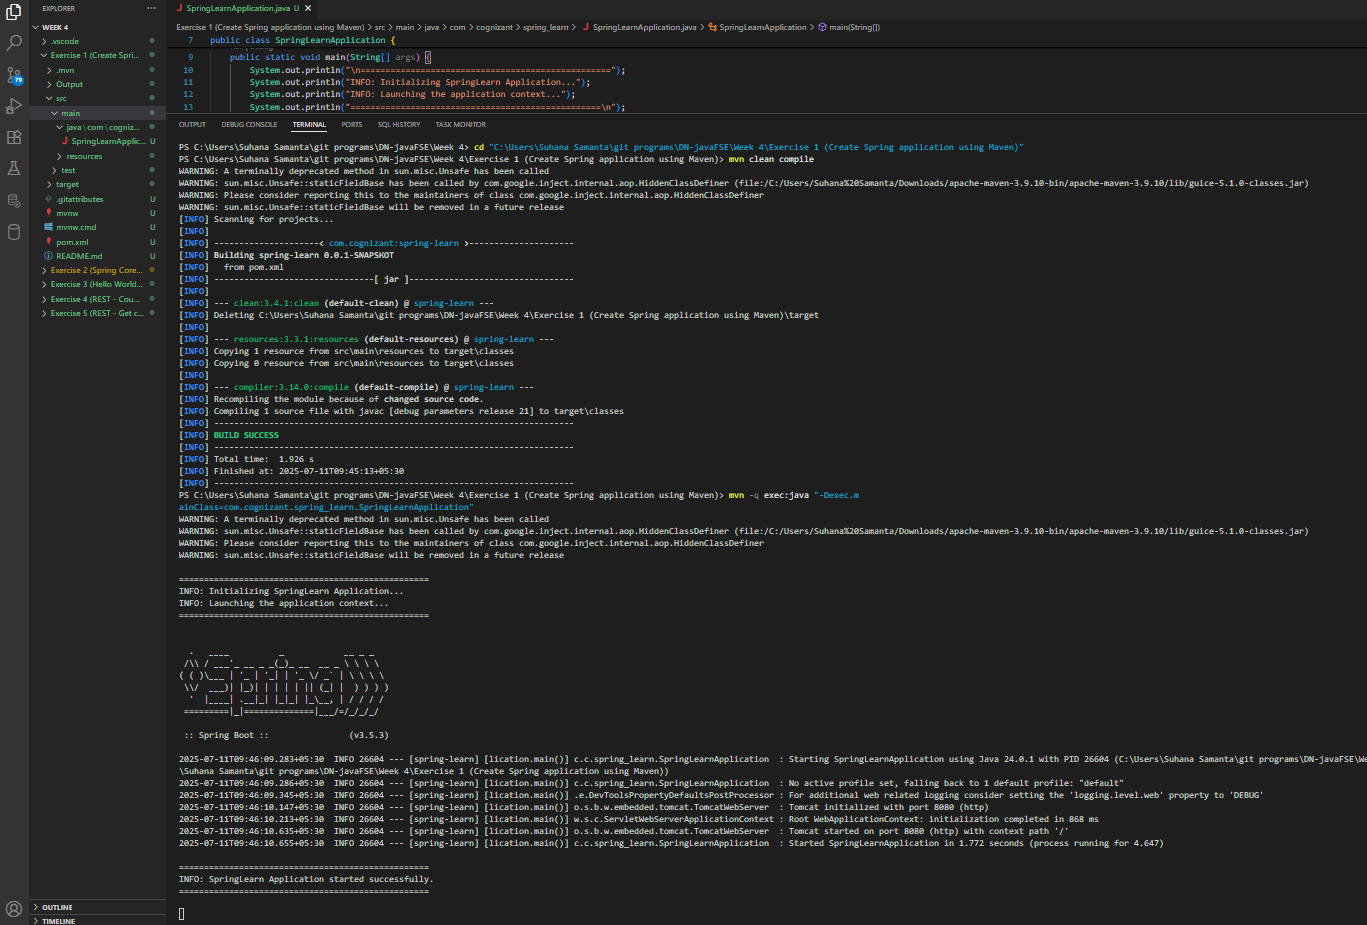 EXPLORER
...
WEEK 4
.vscode
Exercise 1 (Create Spri...
.mvn
Output
src
main
java\com\cogniz...
SpringLearnApplic... U
resources
test
target
.gitattributes U
mvnw U
mvnw.cmd U
pom.xml U
README.md U
Exercise 2 (Spring Core...
Exercise 3 (Hello World...
Exercise 4 (REST - Cou...
Exercise 5 (REST - Get c...
OUTLINE
TIMELINE
79
SpringLearnApplication.java U
Exercise 1 (Create Spring application using Maven) > src > main > java > com > cognizant > spring_learn > SpringLearnApplication.java > SpringLearnApplication > main(String[])
7 public class SpringLearnApplication {
9 public static void main(String[] args) {
10 System.out.println("\n==================================================");
11 System.out.println("INFO: Initializing SpringLearn Application...");
12 System.out.println("INFO: Launching the application context...");
13 System.out.println("==================================================\n");
OUTPUT DEBUG CONSOLE TERMINAL PORTS SQL HISTORY TASK MONITOR
PS C:\Users\Suhana Samanta\git programs\DN-javaFSE\Week 4> cd "C:\Users\Suhana Samanta\git programs\DN-javaFSE\Week 4\Exercise 1 (Create Spring application using Maven)"
PS C:\Users\Suhana Samanta\git programs\DN-javaFSE\Week 4\Exercise 1 (Create Spring application using Maven)> mvn clean compile
WARNING: A terminally deprecated method in sun.misc.Unsafe has been called
WARNING: sun.misc.Unsafe::staticFieldBase has been called by com.google.inject.internal.aop.HiddenClassDefiner (file:/C:/Users/Suhana%20Samanta/Downloads/apache-maven-3.9.10-bin/apache-maven-3.9.10/lib/guice-5.1.0-classes.jar)
WARNING: Please consider reporting this to the maintainers of class com.google.inject.internal.aop.HiddenClassDefiner
WARNING: sun.misc.Unsafe::staticFieldBase will be removed in a future release
[INFO] Scanning for projects...
[INFO]
[INFO] ---------------------< com.cognizant:spring-learn >---------------------
[INFO] Building spring-learn 0.0.1-SNAPSHOT
[INFO]   from pom.xml
[INFO] --------------------------------[ jar ]---------------------------------
[INFO]
[INFO] --- clean:3.4.1:clean (default-clean) @ spring-learn ---
[INFO] Deleting C:\Users\Suhana Samanta\git programs\DN-javaFSE\Week 4\Exercise 1 (Create Spring application using Maven)\target
[INFO]
[INFO] --- resources:3.3.1:resources (default-resources) @ spring-learn ---
[INFO] Copying 1 resource from src\main\resources to target\classes
[INFO] Copying 0 resource from src\main\resources to target\classes
[INFO]
[INFO] --- compiler:3.14.0:compile (default-compile) @ spring-learn ---
[INFO] Recompiling the module because of changed source code.
[INFO] Compiling 1 source file with javac [debug parameters release 21] to target\classes
[INFO] ------------------------------------------------------------------------
[INFO] BUILD SUCCESS
[INFO] ------------------------------------------------------------------------
[INFO] Total time:  1.926 s
[INFO] Finished at: 2025-07-11T09:45:13+05:30
[INFO] ------------------------------------------------------------------------
PS C:\Users\Suhana Samanta\git programs\DN-javaFSE\Week 4\Exercise 1 (Create Spring application using Maven)> mvn -q exec:java "-Dexec.m
ainClass=com.cognizant.spring_learn.SpringLearnApplication"
WARNING: A terminally deprecated method in sun.misc.Unsafe has been called
WARNING: sun.misc.Unsafe::staticFieldBase has been called by com.google.inject.internal.aop.HiddenClassDefiner (file:/C:/Users/Suhana%20Samanta/Downloads/apache-maven-3.9.10-bin/apache-maven-3.9.10/lib/guice-5.1.0-classes.jar)
WARNING: Please consider reporting this to the maintainers of class com.google.inject.internal.aop.HiddenClassDefiner
WARNING: sun.misc.Unsafe::staticFieldBase will be removed in a future release
==================================================
INFO: Initializing SpringLearn Application...
INFO: Launching the application context...
==================================================
:: Spring Boot ::                (v3.5.3)
2025-07-11T09:46:09.283+05:30  INFO 26604 --- [spring-learn] [lication.main()] c.c.spring_learn.SpringLearnApplication  : Starting SpringLearnApplication using Java 24.0.1 with PID 26604 (C:\Users\Suhana Samanta\git programs\DN-javaFSE\We
\Suhana Samanta\git programs\DN-javaFSE\Week 4\Exercise 1 (Create Spring application using Maven))
2025-07-11T09:46:09.286+05:30  INFO 26604 --- [spring-learn] [lication.main()] c.c.spring_learn.SpringLearnApplication  : No active profile set, falling back to 1 default profile: "default"
2025-07-11T09:46:09.345+05:30  INFO 26604 --- [spring-learn] [lication.main()] .e.DevToolsPropertyDefaultsPostProcessor : For additional web related logging consider setting the 'logging.level.web' property to 'DEBUG'
2025-07-11T09:46:10.147+05:30  INFO 26604 --- [spring-learn] [lication.main()] o.s.b.w.embedded.tomcat.TomcatWebServer  : Tomcat initialized with port 8080 (http)
2025-07-11T09:46:10.213+05:30  INFO 26604 --- [spring-learn] [lication.main()] w.s.c.ServletWebServerApplicationContext : Root WebApplicationContext: initialization completed in 868 ms
2025-07-11T09:46:10.635+05:30  INFO 26604 --- [spring-learn] [lication.main()] o.s.b.w.embedded.tomcat.TomcatWebServer  : Tomcat started on port 8080 (http) with context path '/'
2025-07-11T09:46:10.655+05:30  INFO 26604 --- [spring-learn] [lication.main()] c.c.spring_learn.SpringLearnApplication  : Started SpringLearnApplication in 1.772 seconds (process running for 4.647)
==================================================
INFO: SpringLearn Application started successfully.
==================================================